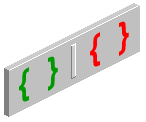 { } | { }